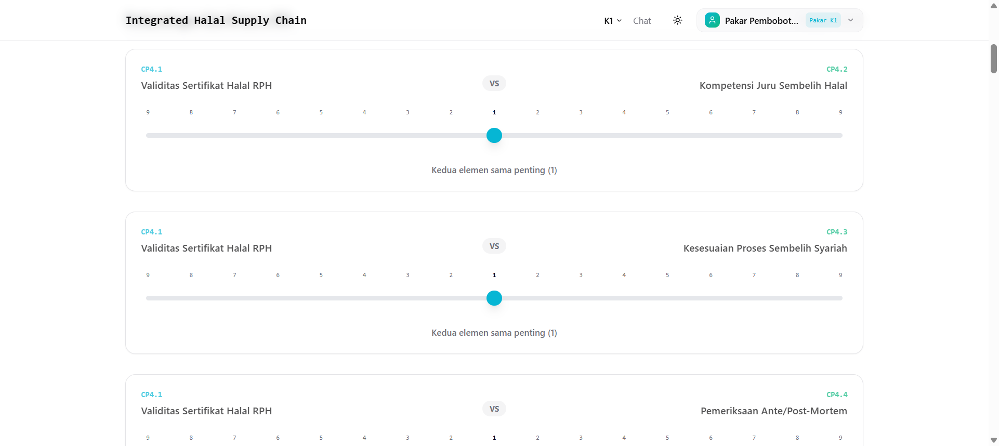 Integrated Halal Supply Chain
K1 Chat Pakar Pembobot... Pakar K1
CP4.1 CP4.2
Validitas Sertifikat Halal RPH VS Kompetensi Juru Sembelih Halal
9 8 7 6 5 4 3 2 1 2 3 4 5 6 7 8 9
Kedua elemen sama penting (1)
CP4.1 CP4.3
Validitas Sertifikat Halal RPH VS Kesesuaian Proses Sembelih Syariah
9 8 7 6 5 4 3 2 1 2 3 4 5 6 7 8 9
Kedua elemen sama penting (1)
CP4.1 CP4.4
Validitas Sertifikat Halal RPH VS Pemeriksaan Ante/Post-Mortem
9 8 7 6 5 4 3 2 1 2 3 4 5 6 7 8 9